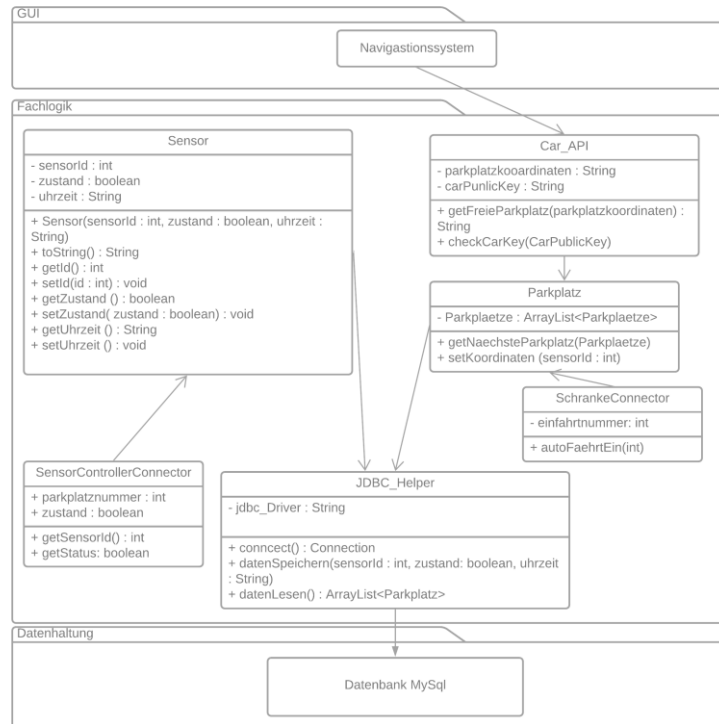 GUI
Navigastionssystem
Fachlogik
Sensor
- sensorId : int
- zustand : boolean
- uhrzeit : String
+ Sensor(sensorId : int, zustand : boolean, uhrzeit :
String)
+ toString() : String
+ getId() : int
+ setId(id : int) : void
+ getZustand () : boolean
+ setZustand( zustand : boolean) : void
+ getUhrzeit () : String
+ setUhrzeit () : void
Car_API
- parkplatzkooardinaten : String
- carPunlicKey : String
+ getFreieParkplatz(parkplatzkoordinaten) :
String
+ checkCarKey(CarPublicKey)
Parkplatz
- Parkplaetze : ArrayList<Parkplaetze>
+ getNaechsteParkplatz(Parkplaetze)
+ setKoordinaten (sensorId : int)
SchrankeConnector
- einfahrtnummer: int
+ autoFaehrtEin(int)
SensorControllerConnector
+ parkplatznummer : int
+ zustand : boolean
+ getSensorId() : int
+ getStatus: boolean
JDBC_Helper
- jdbc_Driver : String
+ conncect() : Connection
+ datenSpeichern(sensorId : int, zustand: boolean, uhrzeit
: String)
+ datenLesen() : ArrayList<Parkplatz>
Datenhaltung
Datenbank MySql